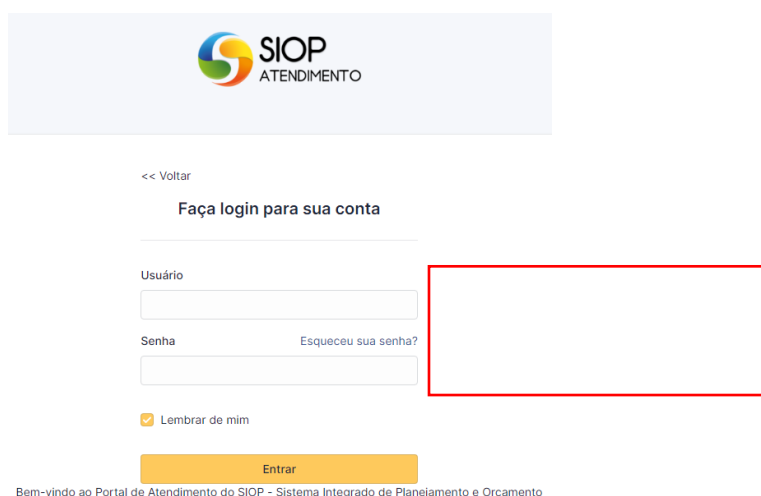 SIOP
ATENDIMENTO
<< Voltar
Faça login para sua conta
Usuário
Senha
Esqueceu sua senha?
Lembrar de mim
Entrar
Bem-vindo ao Portal de Atendimento do SIOP - Sistema Integrado de Planejamento e Orçamento